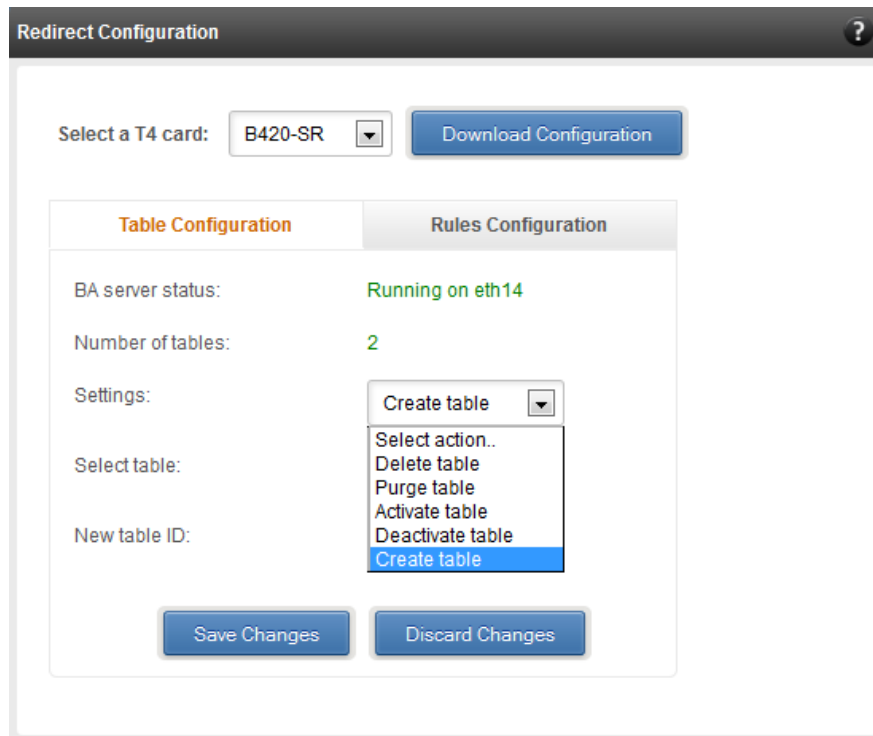 Redirect Configuration
?
Select a T4 card: B420-SR Download Configuration
Table Configuration Rules Configuration
BA server status: Running on eth14
Number of tables: 2
Settings: Create table
Select action..
Select table: Delete table
Purge table
Activate table
New table ID: Deactivate table
Create table
Save Changes Discard Changes